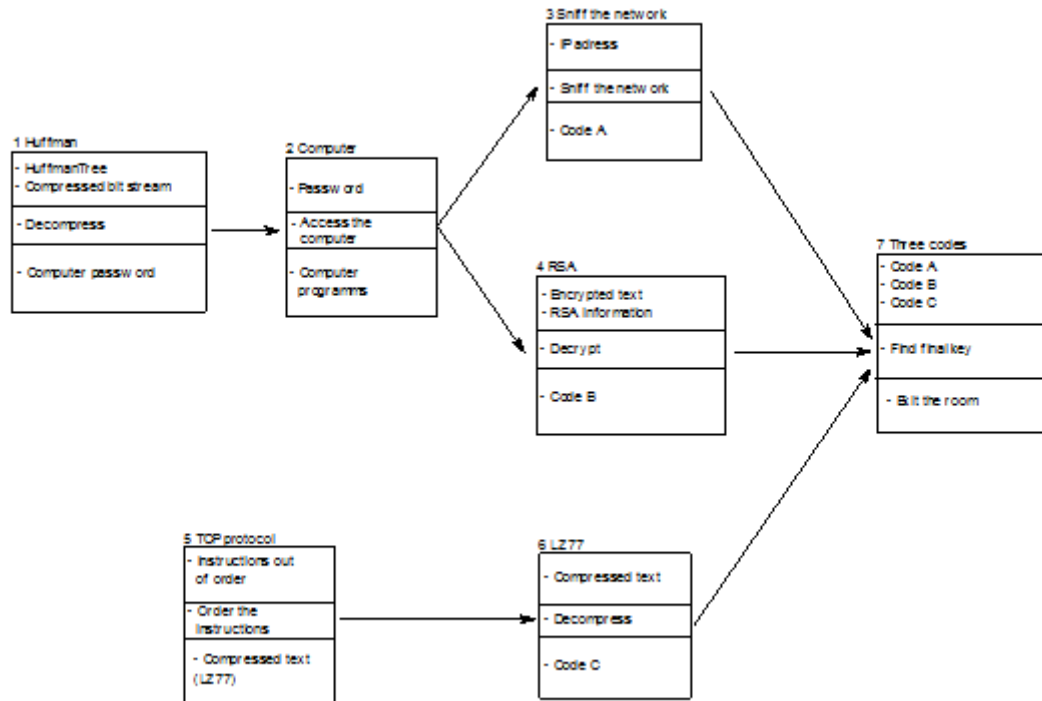 1 Huffman
- HuffmanTree
- Compressed bit stream
- Decompress
- Computer password
2 Computer
- Password
- Access the
computer
- Computer
programms
3 Sniff the network
- IPadress
- Sniff the network
- Code A
4 RSA
- Encrypted text
- RSA Information
- Decrypt
- Code B
5 TCP protocol
- Instructions out
of order
- Order the
Instructions
- Compressed text
(LZ77)
6 LZ77
- Compressed text
- Decompress
- Code C
7 Three codes
- Code A
- Code B
- Code C
- Find final key
- Exit the room